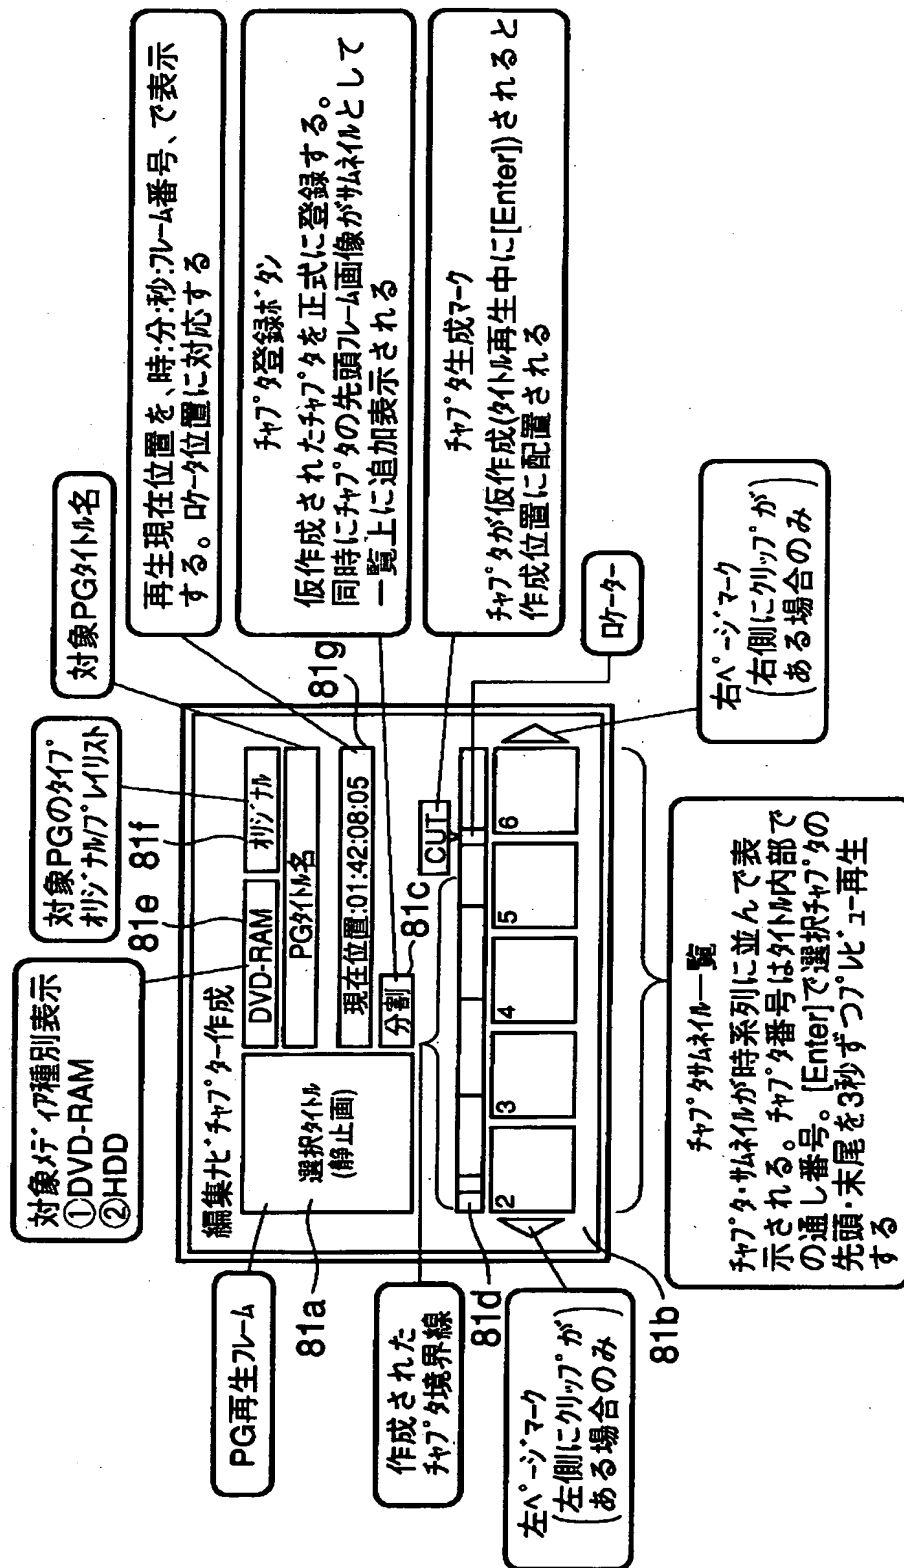 対象メディア種別表示
①DVD-RAM
②HDD
対象PGのタイプ
オリジナル/プレイリスト
対象PGタイトル名
再生現在位置を、時:分:秒:フレーム番号、で表示
する。ロケータ位置に対応する
チャプタ登録ボタン
仮作成されたチャプタを正式に登録する。
同時にチャプタの先頭フレーム画像がサムネイルとして
一覧上に追加表示される
チャプタ生成マーク
チャプタが仮作成(タイトル再生中に[Enter])されると
作成位置に配置される
ロケーター
右ページマーク
(右側にクリップが
ある場合のみ)
PG再生フレーム
81a
作成された
チャプタ境界線
81d
左ページマーク
(左側にクリップが
ある場合のみ)
81b
81e
81f
81g
81c
編集ナビ チャプター作成
選択タイトル
(静止画)
DVD-RAM
オリジナル
PGタイトル名
現在位置:01:42:08:05
分割
CUT
2
3
4
5
6
チャプタサムネイル一覧
チャプタ・サムネイルが時系列に並んで表
示される。チャプタ番号はタイトル内部で
の通し番号。[Enter]で選択チャプタの
先頭・末尾を3秒ずつプレビュー再生
する